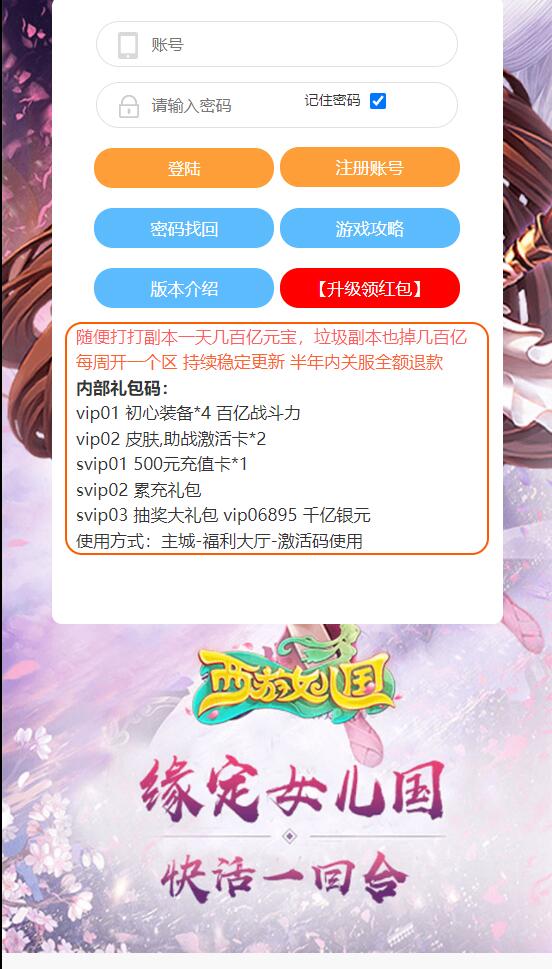 账号
请输入密码 记住密码
登陆 注册账号
密码找回 游戏攻略
版本介绍 【升级领红包】
随便打打副本一天几百亿元宝，垃圾副本也掉几百亿
每周开一个区 持续稳定更新 半年内关服全额退款
内部礼包码：
vip01 初心装备*4 百亿战斗力
vip02 皮肤,助战激活卡*2
svip01 500元充值卡*1
svip02 累充礼包
svip03 抽奖大礼包 vip06895 千亿银元
使用方式：主城-福利大厅-激活码使用
西游女儿国
缘定女儿国
快活一回合